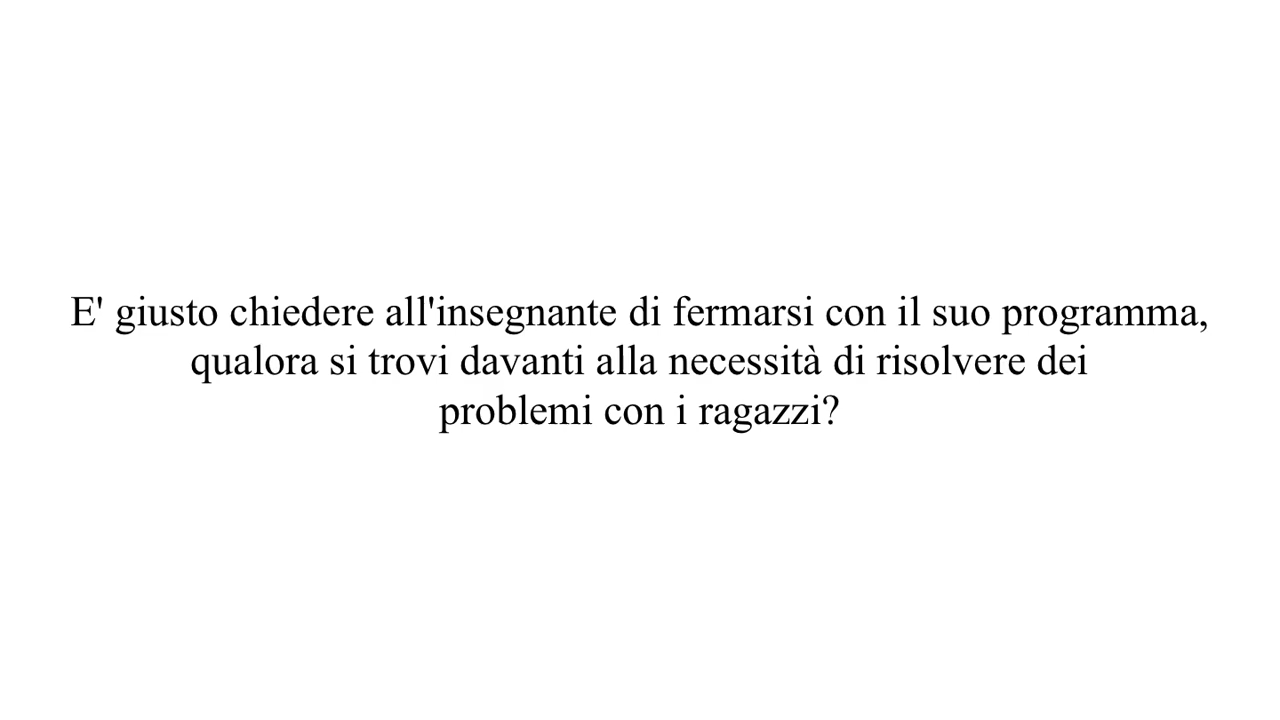 E' giusto chiedere all'insegnante di fermarsi con il suo programma,
qualora si trovi davanti alla necessità di risolvere dei
problemi con i ragazzi?